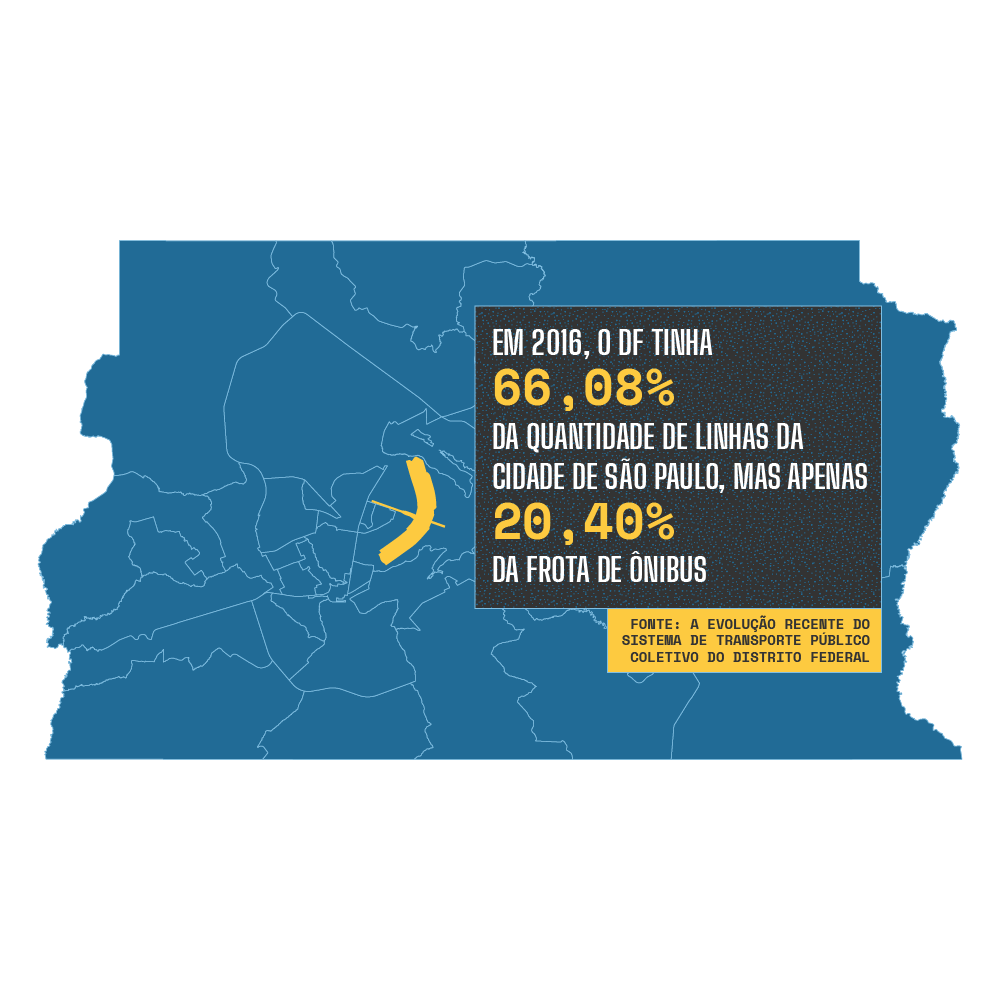 EM 2016, O DF TINHA
66,08%
DA QUANTIDADE DE LINHAS DA
CIDADE DE SÃO PAULO, MAS APENAS
20,40%
DA FROTA DE ÔNIBUS
FONTE: A EVOLUÇÃO RECENTE DO
SISTEMA DE TRANSPORTE PÚBLICO
COLETIVO DO DISTRITO FEDERAL